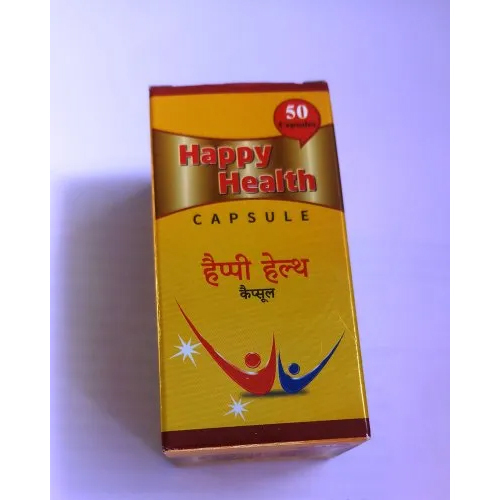 50
Capsules
Happy
Health
CAPSULE
हैप्पी हेल्थ
कैप्सूल